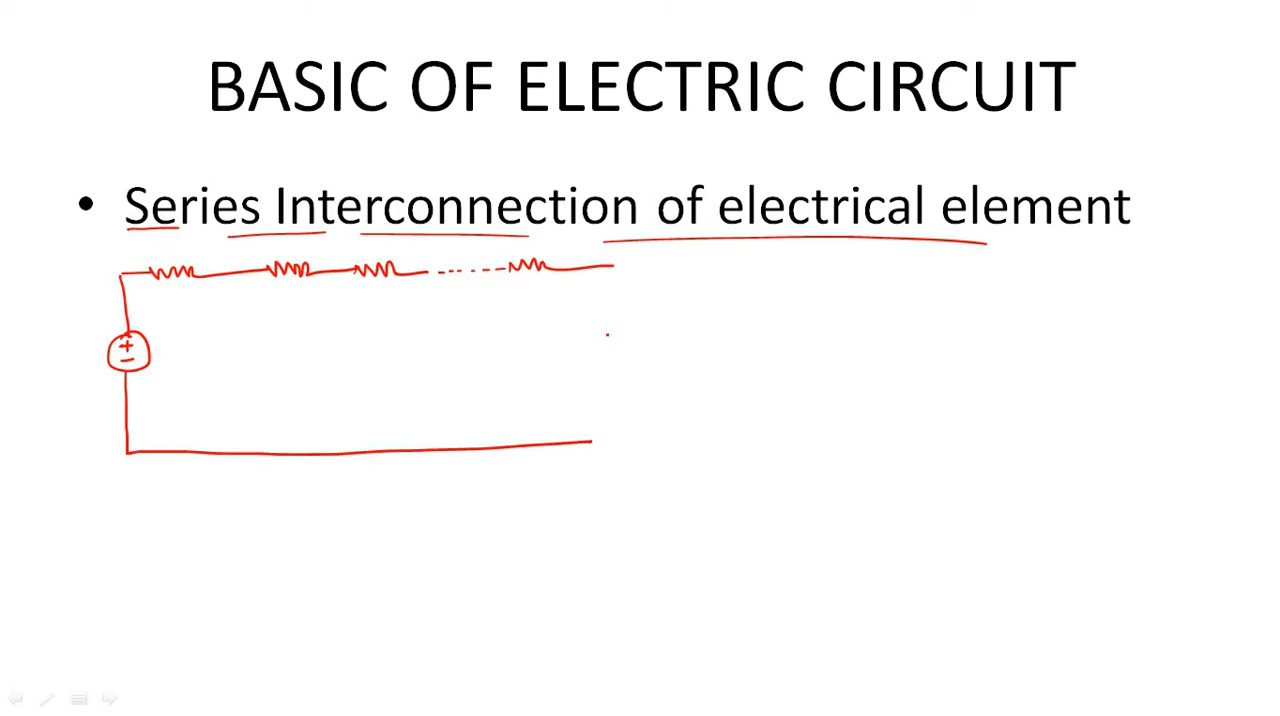 BASIC OF ELECTRIC CIRCUIT
• Series Interconnection of electrical element
+
−